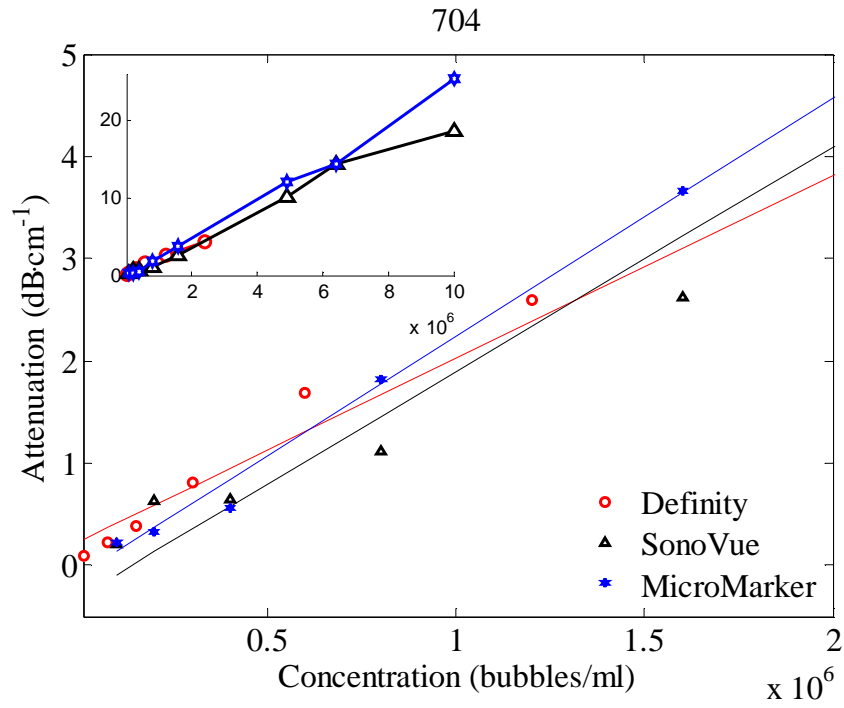 704
5
4
3
2
1
0
Attenuation (dB·cm-1)
20
10
0
2
4
6
8
10
x 10^6
Definity
SonoVue
MicroMarker
0.5
1
1.5
2
Concentration (bubbles/ml)
x 10^6